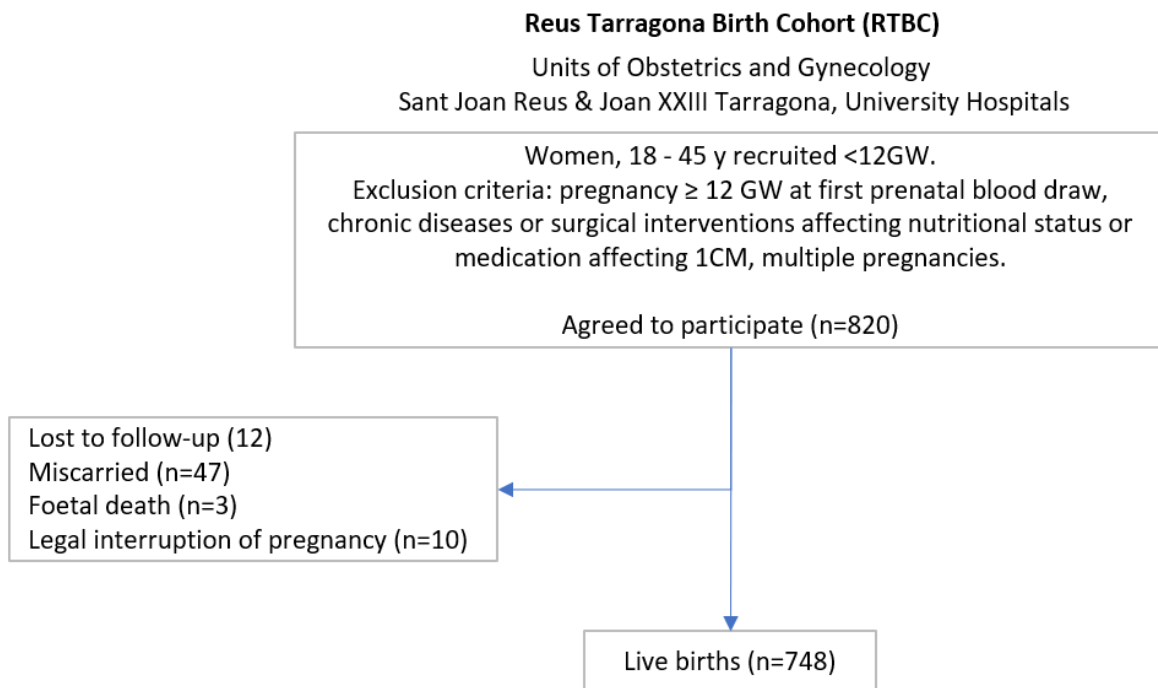 Reus Tarragona Birth Cohort (RTBC)
Units of Obstetrics and Gynecology
Sant Joan Reus & Joan XXIII Tarragona, University Hospitals
Women, 18 - 45 y recruited <12GW.
Exclusion criteria: pregnancy ≥ 12 GW at first prenatal blood draw,
chronic diseases or surgical interventions affecting nutritional status or
medication affecting 1CM, multiple pregnancies.
Agreed to participate (n=820)
Lost to follow-up (12)
Miscarried (n=47)
Foetal death (n=3)
Legal interruption of pregnancy (n=10)
Live births (n=748)